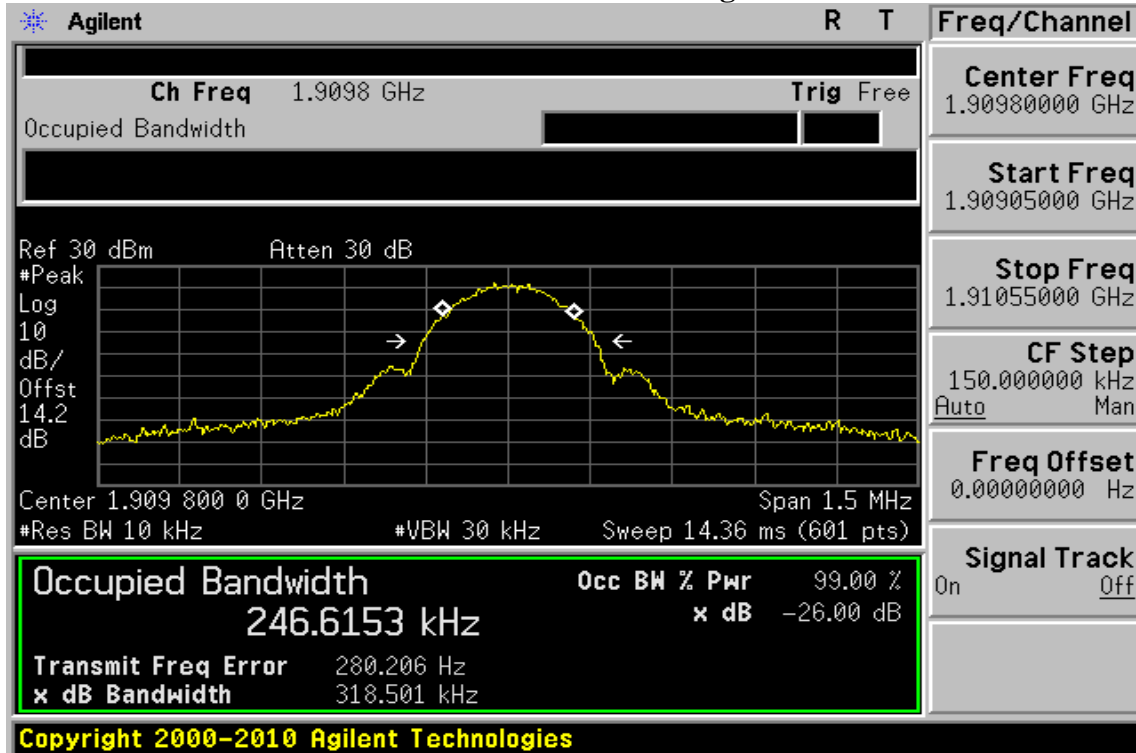 Agilent R T Freq/Channel
Ch Freq 1.9098 GHz Trig Free
Occupied Bandwidth
Center Freq
1.90980000 GHz
Start Freq
1.90905000 GHz
Stop Freq
1.91055000 GHz
CF Step
150.000000 kHz
Auto Man
Freq Offset
0.00000000 Hz
Signal Track
On Off
Ref 30 dBm Atten 30 dB
#Peak
Log
10
dB/
Offst
14.2
dB
Center 1.909 800 0 GHz Span 1.5 MHz
#Res BW 10 kHz #VBW 30 kHz Sweep 14.36 ms (601 pts)
Occupied Bandwidth Occ BW % Pwr 99.00 %
246.6153 kHz x dB -26.00 dB
Transmit Freq Error 280.206 Hz
x dB Bandwidth 318.501 kHz
Copyright 2000-2010 Agilent Technologies